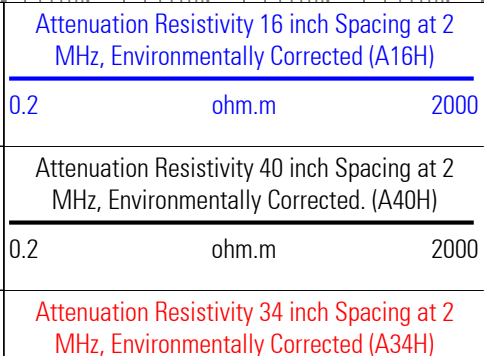 Attenuation Resistivity 16 inch Spacing at 2
MHz, Environmentally Corrected (A16H)
0.2 ohm.m 2000
Attenuation Resistivity 40 inch Spacing at 2
MHz, Environmentally Corrected. (A40H)
0.2 ohm.m 2000
Attenuation Resistivity 34 inch Spacing at 2
MHz, Environmentally Corrected (A34H)